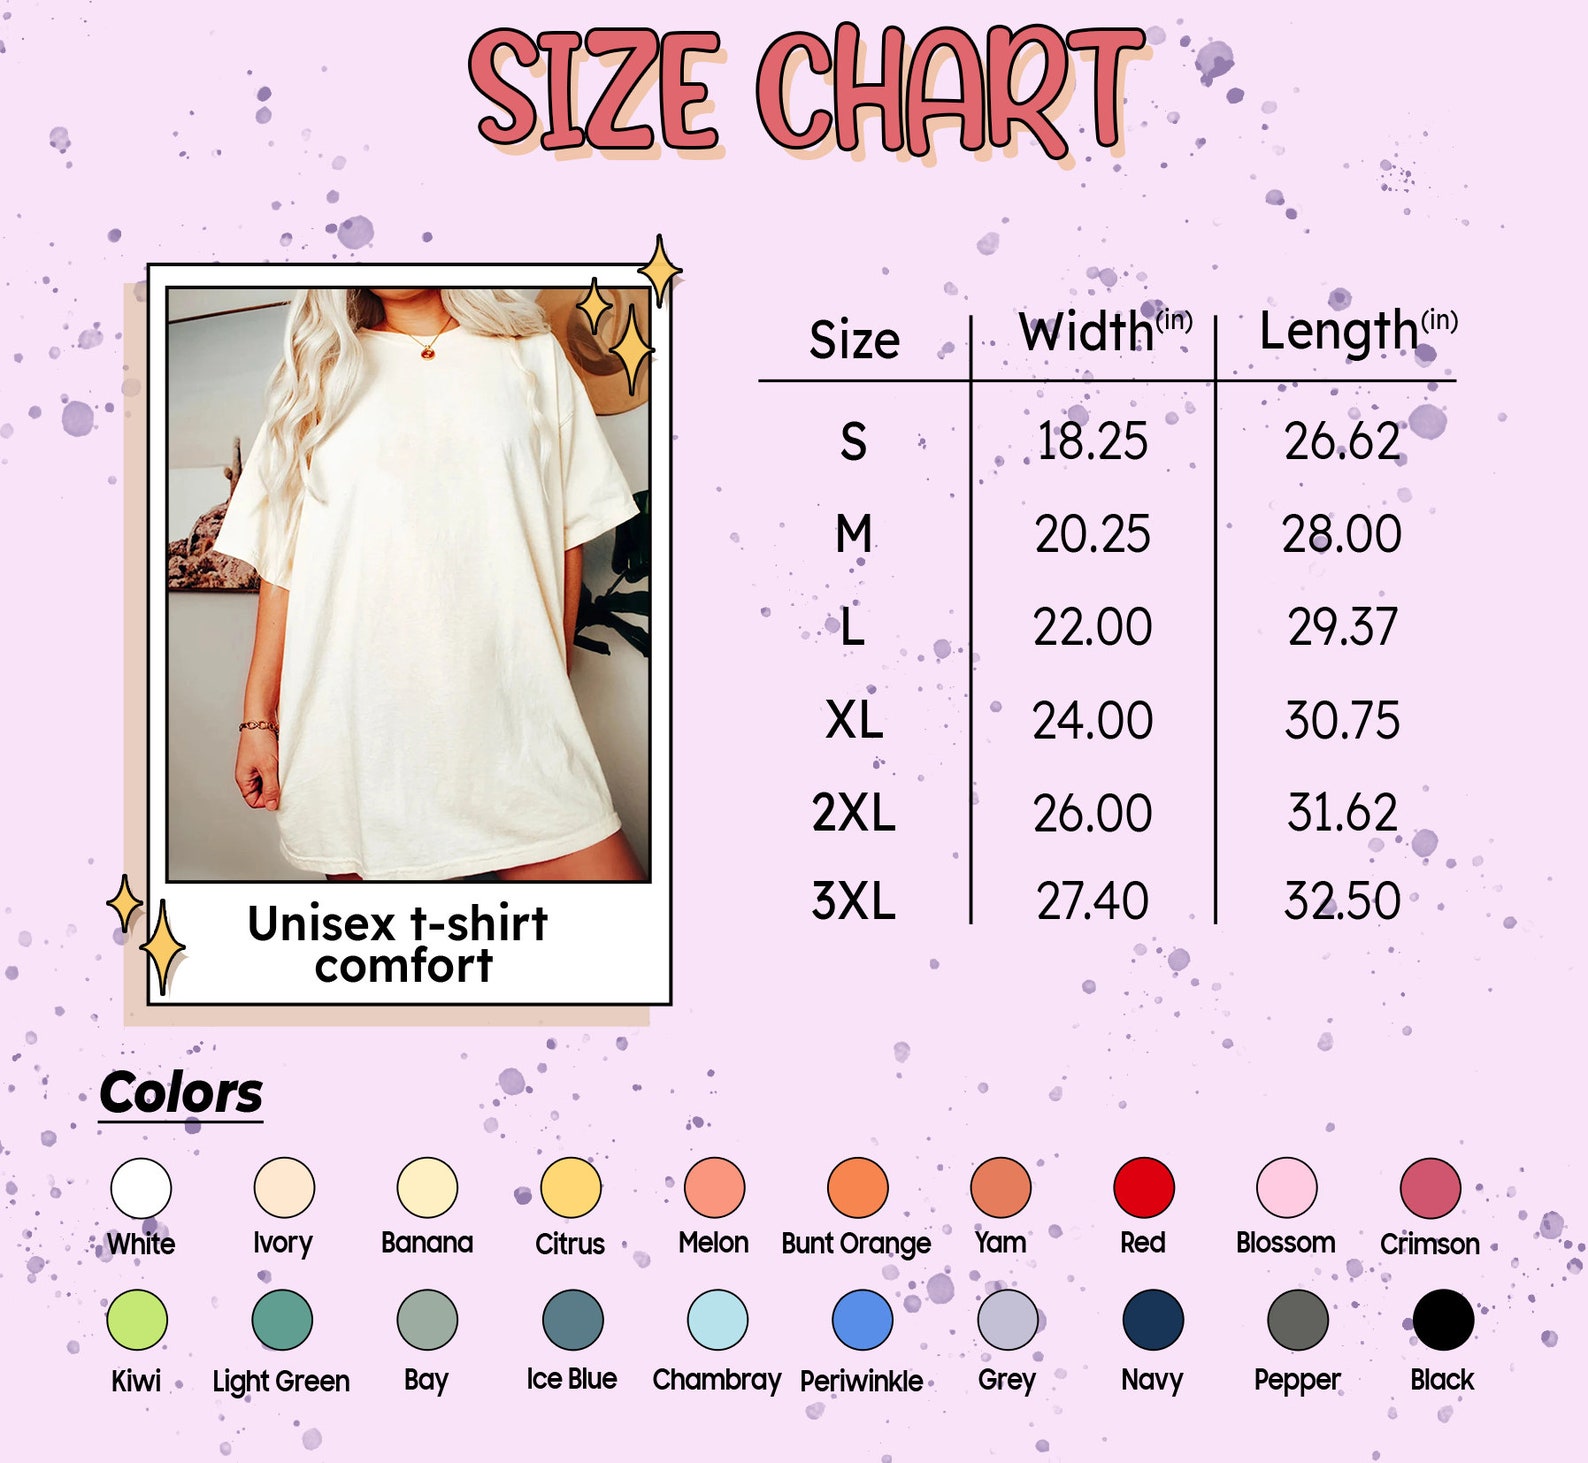 SIZE CHART
Size Width(in) Length(in)
S 18.25 26.62
M 20.25 28.00
L 22.00 29.37
XL 24.00 30.75
2XL 26.00 31.62
3XL 27.40 32.50
Unisex t-shirt
comfort
Colors
White Ivory Banana Citrus Melon Bunt Orange Yam Red Blossom Crimson
Kiwi Light Green Bay Ice Blue Chambray Periwinkle Grey Navy Pepper Black